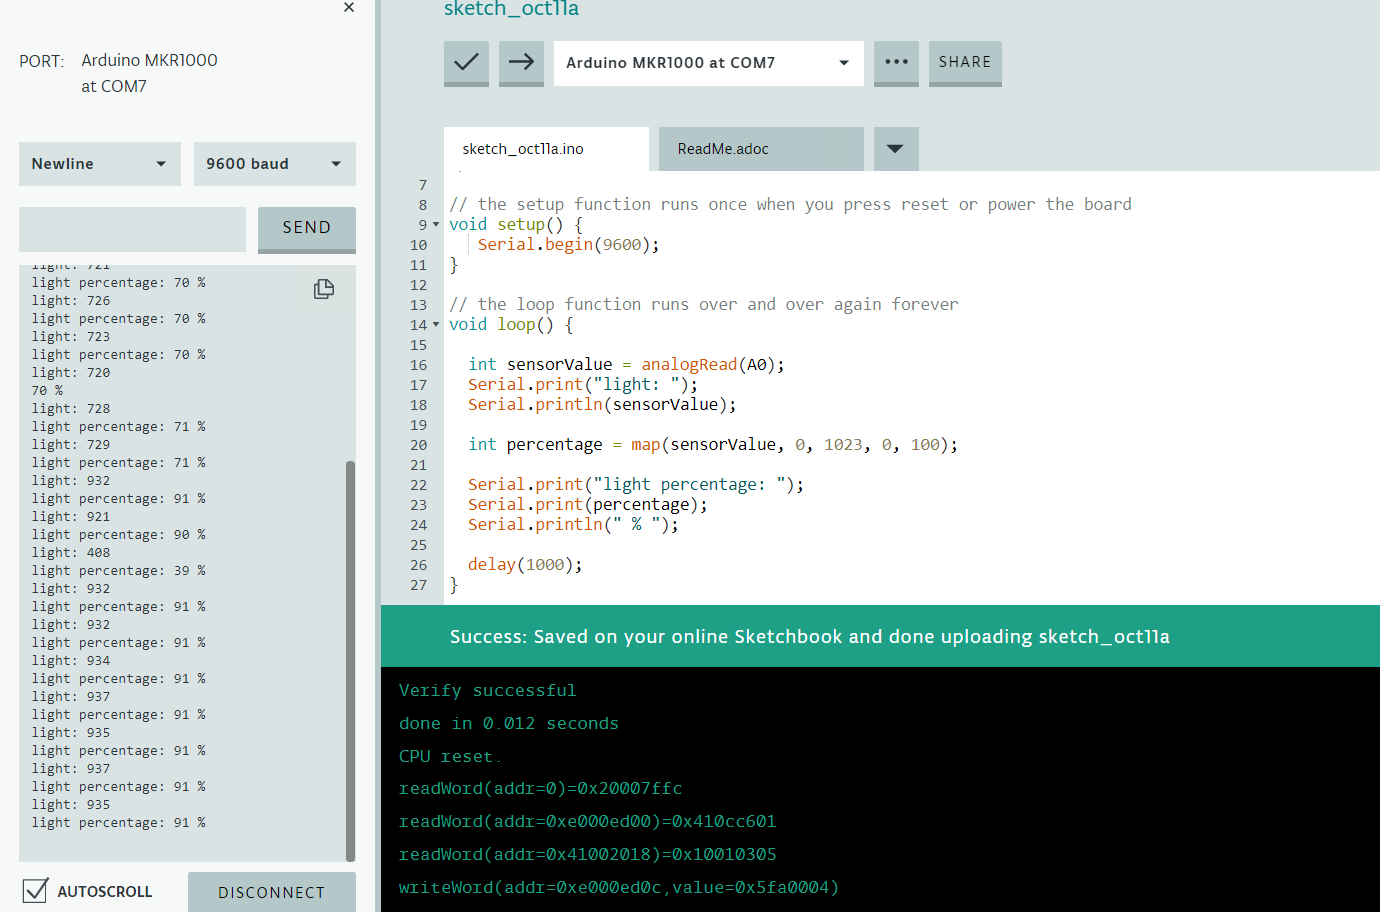 ×
PORT: Arduino MKR1000
at COM7
Newline
9600 baud
SEND
light: 721
light percentage: 70 %
light: 726
light percentage: 70 %
light: 723
light percentage: 70 %
light: 720
70 %
light: 728
light percentage: 71 %
light: 729
light percentage: 71 %
light: 932
light percentage: 91 %
light: 921
light percentage: 90 %
light: 408
light percentage: 39 %
light: 932
light percentage: 91 %
light: 932
light percentage: 91 %
light: 934
light percentage: 91 %
light: 937
light percentage: 91 %
light: 935
light percentage: 91 %
light: 937
light percentage: 91 %
light: 935
light percentage: 91 %
AUTOSCROLL
DISCONNECT
sketch_oct11a
Arduino MKR1000 at COM7
SHARE
sketch_oct11a.ino
ReadMe.adoc
7
8 // the setup function runs once when you press reset or power the board
9 void setup() {
10 Serial.begin(9600);
11 }
12
13 // the loop function runs over and over again forever
14 void loop() {
15
16 int sensorValue = analogRead(A0);
17 Serial.print("light: ");
18 Serial.println(sensorValue);
19
20 int percentage = map(sensorValue, 0, 1023, 0, 100);
21
22 Serial.print("light percentage: ");
23 Serial.print(percentage);
24 Serial.println(" % ");
25
26 delay(1000);
27 }
Success: Saved on your online Sketchbook and done uploading sketch_oct11a
Verify successful
done in 0.012 seconds
CPU reset.
readWord(addr=0)=0x20007ffc
readWord(addr=0xe000ed00)=0x410cc601
readWord(addr=0x41002018)=0x10010305
writeWord(addr=0xe000ed0c,value=0x5fa0004)